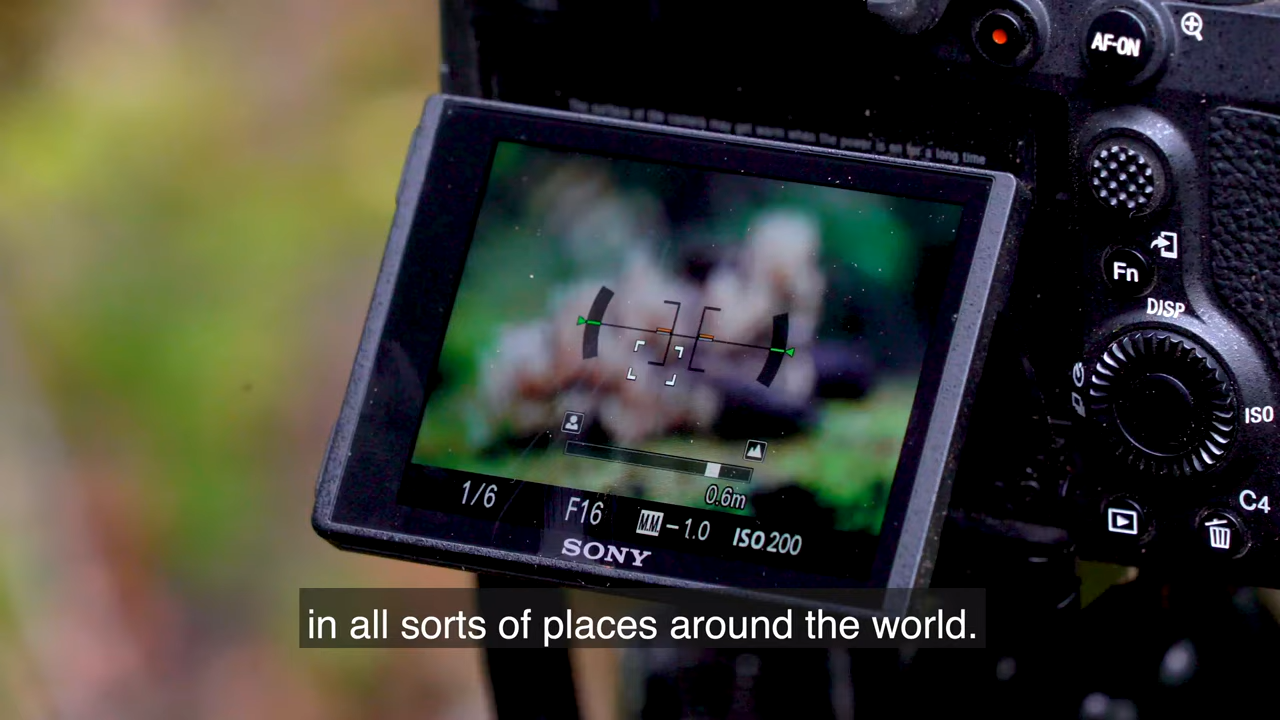 AF-ON
The surface of the camera may get warm when the power is on for a long time
Fn
DISP
ISO
0.6m
1/6
F16
M.M. -1.0
ISO 200
C4
SONY
in all sorts of places around the world.